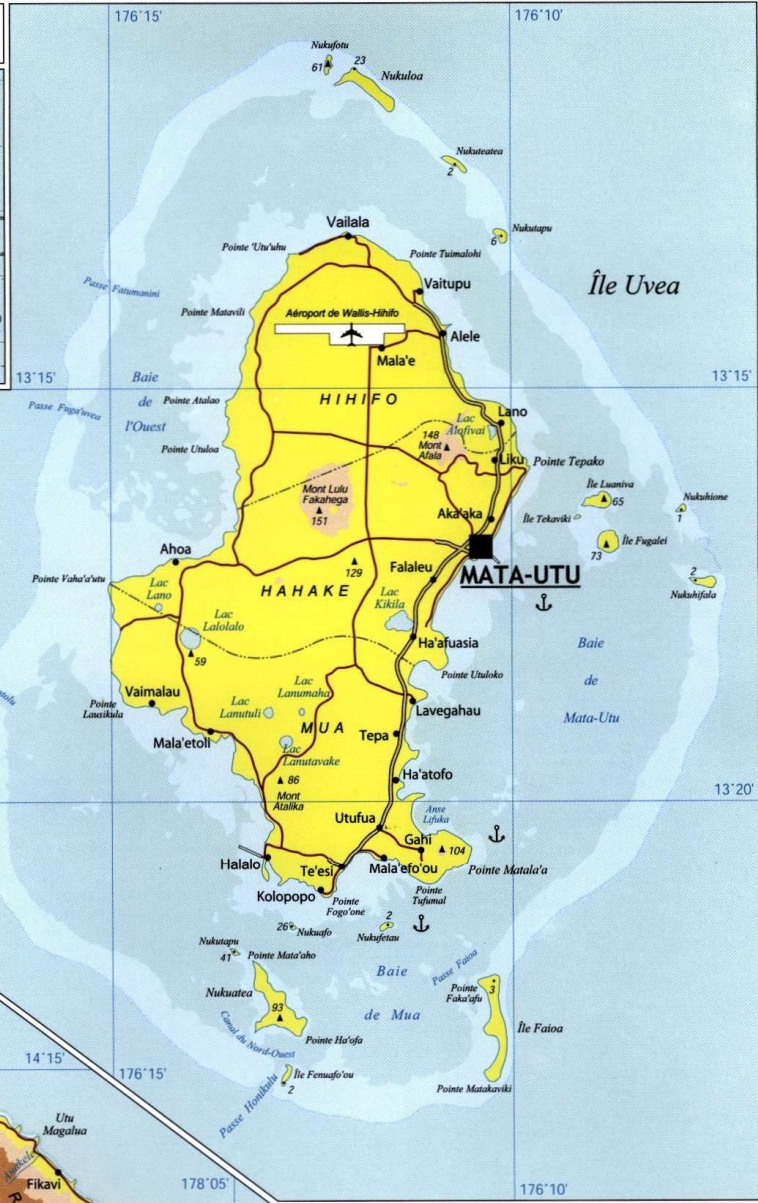 176°15'
176°10'
Nukufotu
61
23
Nukuloa
Nukuteatea
2
Nukutapu
6
Vailala
Pointe 'Utu'uhu
Pointe Tuimalohi
Île Uvea
Passe Fatumanini
Vaitupu
Pointe Matavili
Aéroport de Wallis-Hihifo
Alele
Mala'e
13°15'
13°15'
Baie
de
l'Ouest
Pointe Atalao
HIHIFO
Passe Fuga'uvea
Lano
Lac
Alofivai
148
Mont
Afala
Pointe Utuloa
Liku
Pointe Tepako
Mont Lulu
Fakahega
151
Île Luaniva
65
Nukuhione
1
Île Tekaviki
Aka'aka
Île Fugalei
73
Ahoa
MATA-UTU
129
Falaleu
Pointe Vaha'a'utu
2
Nukuhifala
Lac
Lano
HAHAKE
Lac
Kikila
Lac
Lalolalo
Ha'afuasia
59
Baie
de
Mata-Utu
Pointe Utuloko
Lac
Lanumaha
Vaimalau
Pointe
Lausikula
Lac
Lanutuli
Lavegahau
MUA
Tepa
Mala'etoli
Lac
Lanutavake
86
Mont
Atalika
Ha'atofo
13°20'
Anse
Lifuka
Utufua
Gahi
104
Halalo
Te'esi
Mala'efo'ou
Pointe Matala'a
Kolopopo
Pointe
Tufumal
Pointe
Fogo'one
26
Nukuafo
2
Nukufetau
Nukutapu
41
Pointe Mata'aho
Baie
de Mua
Passe Faioa
Nukuatea
93
Pointe
Faka'afu
3
Canal du Nord-Ouest
Pointe Ha'ofa
Île Faioa
14°15'
176°15'
Île Fenuafo'ou
2
Pointe Matakaviki
Passe Honikulu
Utu
Magalua
Fikavi
178°05'
176°10'